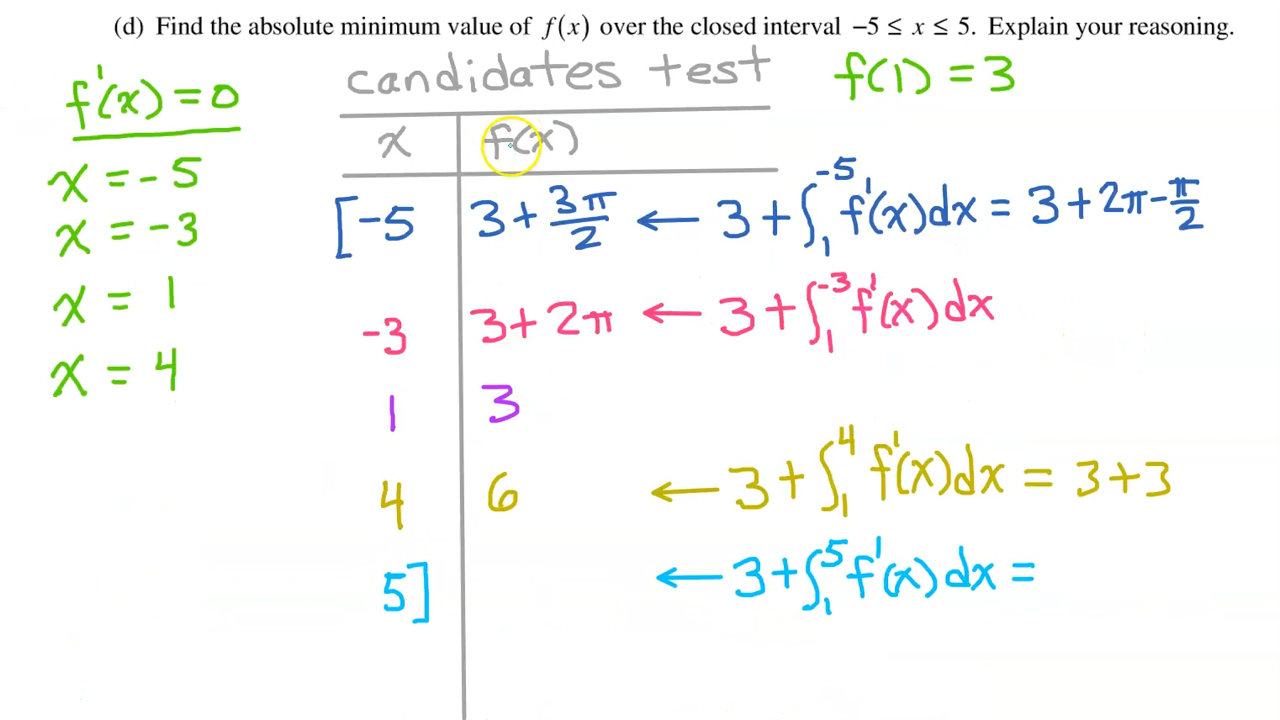 (d) Find the absolute minimum value of f(x) over the closed interval −5 ≤ x ≤ 5. Explain your reasoning.
candidates test
f(1) = 3
f'(x) = 0
x = -5
x = -3
x = 1
x = 4
x f(x)
[-5 3 + 3π/2 ← 3 + ∫₁⁻⁵ f'(x)dx = 3 + 2π - π/2
-3 3 + 2π ← 3 + ∫₁⁻³ f'(x)dx
1 3
4 6 ← 3 + ∫₁⁴ f'(x)dx = 3 + 3
5] ← 3 + ∫₁⁵ f'(x)dx =